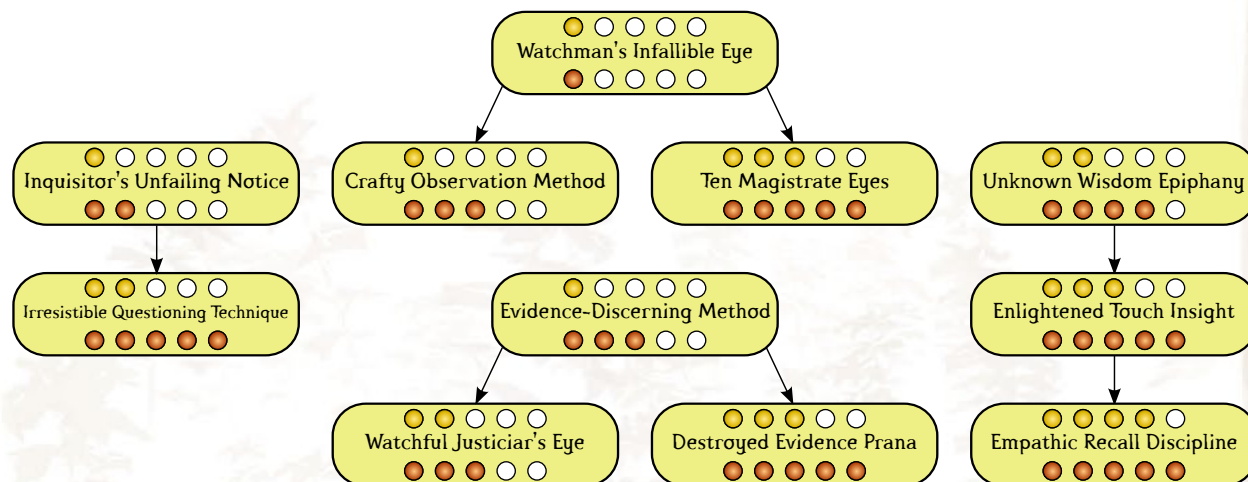 Watchman's Infallible Eye
Inquisitor's Unfailing Notice
Crafty Observation Method
Ten Magistrate Eyes
Unknown Wisdom Epiphany
Irresistible Questioning Technique
Evidence-Discerning Method
Enlightened Touch Insight
Watchful Justiciar's Eye
Destroyed Evidence Prana
Empathic Recall Discipline